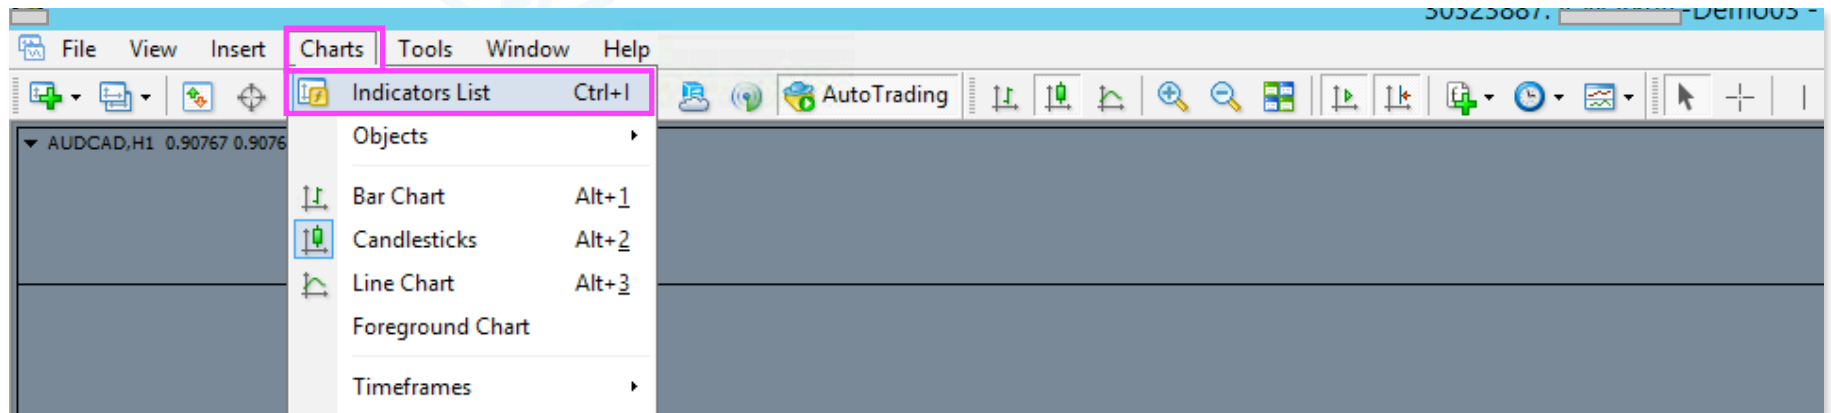 30323887. -Demo03 -
File View Insert Charts Tools Window Help
Indicators List Ctrl+I
AutoTrading
AUDCAD,H1 0.90767 0.9076
Objects
Bar Chart Alt+1
Candlesticks Alt+2
Line Chart Alt+3
Foreground Chart
Timeframes